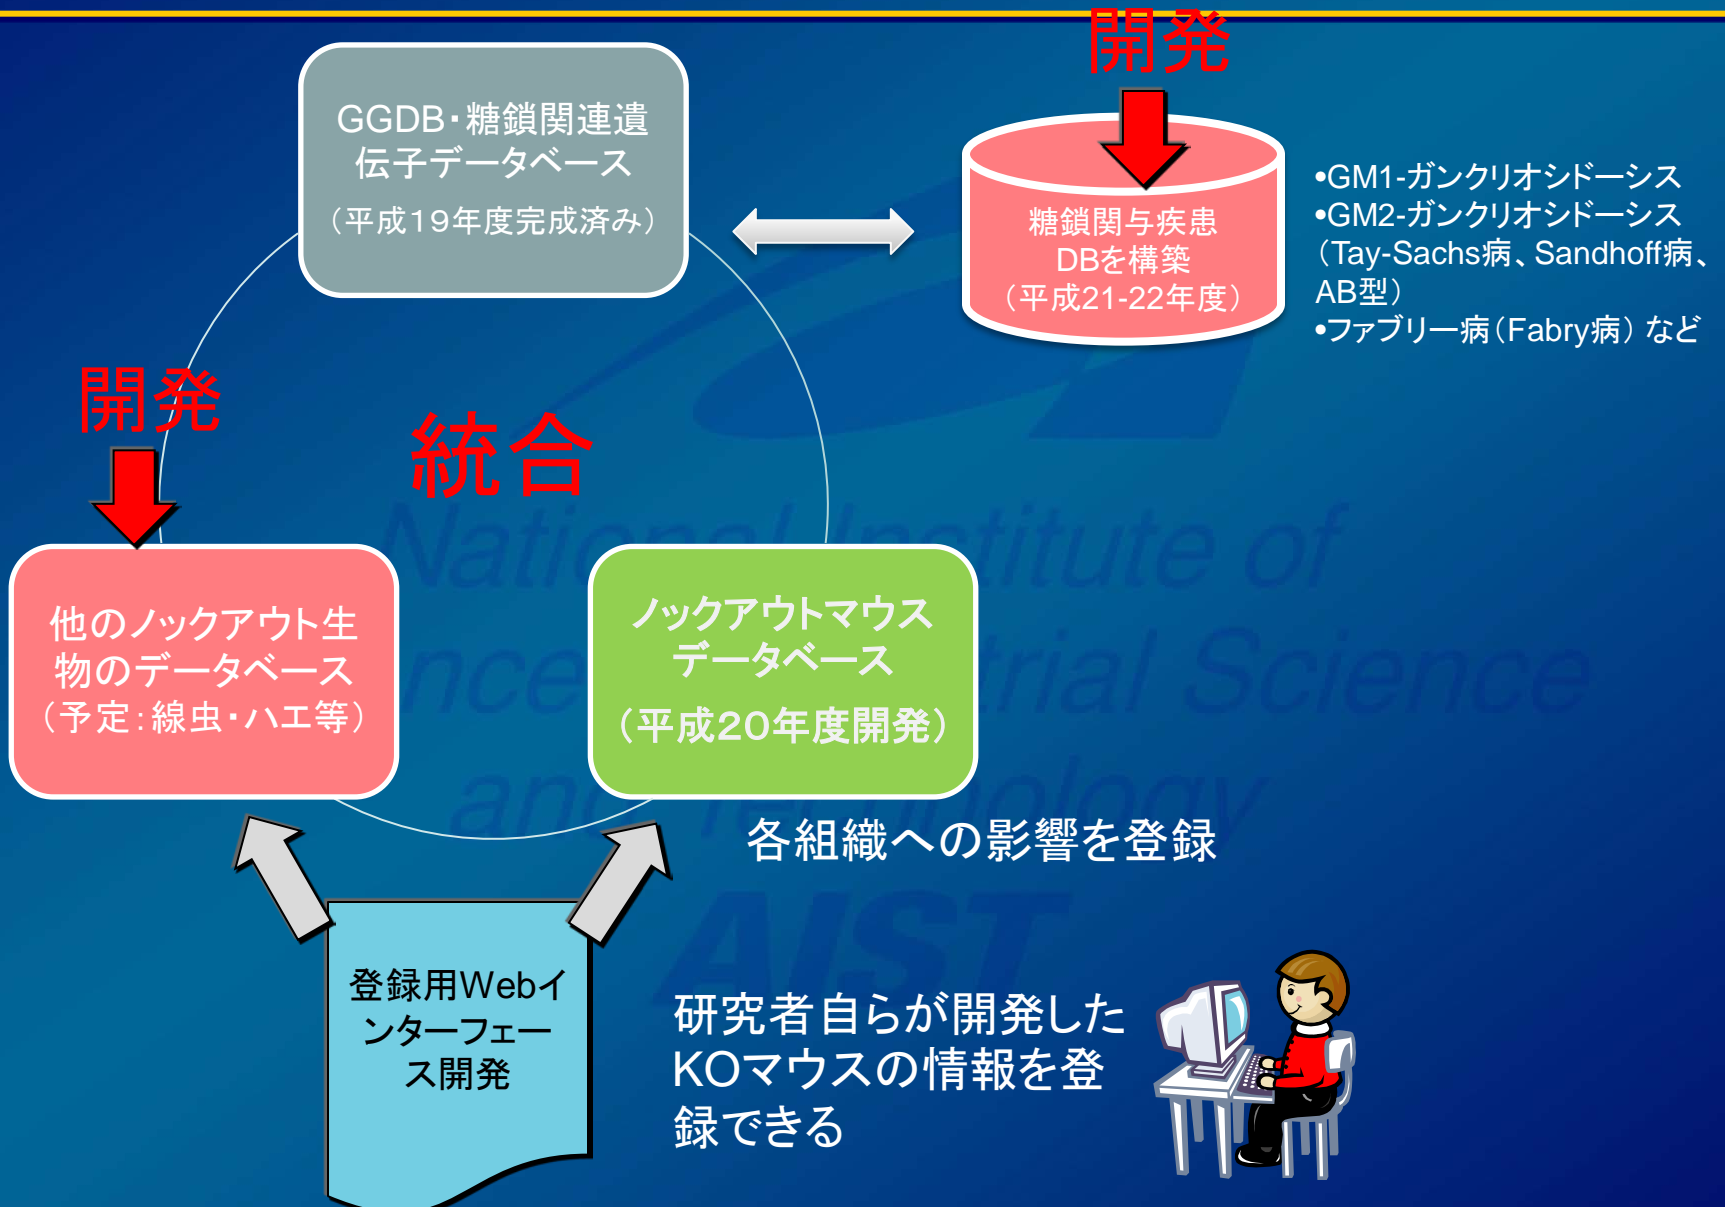 開発
GGDB・糖鎖関連遺
伝子データベース
（平成１９年度完成済み）
糖鎖関与疾患
DBを構築
（平成21-22年度）
•GM1-ガンクリオシドーシス
•GM2-ガンクリオシドーシス
（Tay-Sachs病、Sandhoff病、
AB型）
•ファブリー病（Fabry病）など
開発
統合
他のノックアウト生
物のデータベース
（予定：線虫・ハエ等）
ノックアウトマウス
データベース
（平成２０年度開発）
各組織への影響を登録
登録用Webイ
ンターフェー
ス開発
研究者自らが開発した
KOマウスの情報を登
録できる
National Institute of
nce trial Science
and Technology
AIST